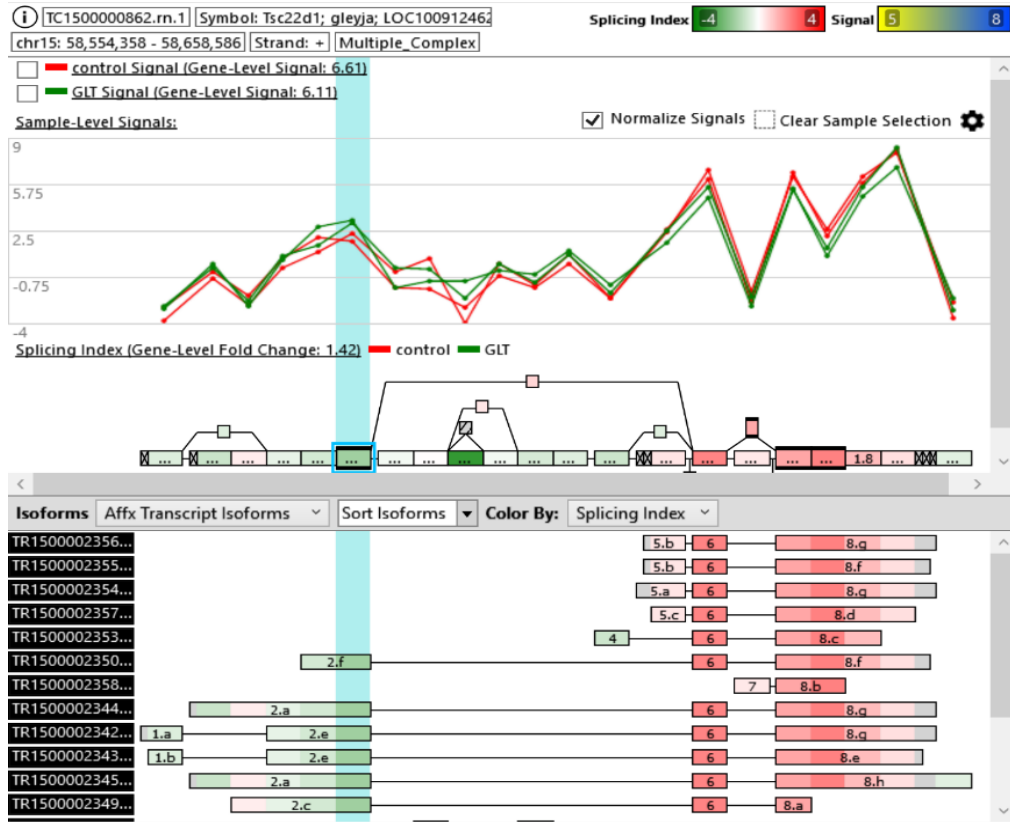 i TC1500000862.rn.1 Symbol: Tsc22d1; gleyja; LOC100912462 Splicing Index -4 4 Signal 5 8
chr15: 58,554,358 - 58,658,586 Strand: + Multiple_Complex
control Signal (Gene-Level Signal: 6.61)
GLT Signal (Gene-Level Signal: 6.11)
Sample-Level Signals: Normalize Signals Clear Sample Selection
9
5.75
2.5
-0.75
-4
Splicing Index (Gene-Level Fold Change: 1.42) control GLT
... ... ... ... ... ... ... ... ... ... ... ... ... ... ... ... ... ... 1.8 ... ...
Isoforms Affx Transcript Isoforms Sort Isoforms Color By: Splicing Index
TR1500002356... 5.b 6 8.g
TR1500002355... 5.b 6 8.f
TR1500002354... 5.a 6 8.g
TR1500002357... 5.c 6 8.d
TR1500002353... 4 6 8.c
TR1500002350... 2.f 6 8.f
TR1500002358... 7 8.b
TR1500002344... 2.a 6 8.g
TR1500002342... 1.a 2.e 6 8.g
TR1500002343... 1.b 2.e 6 8.e
TR1500002345... 2.a 6 8.h
TR1500002349... 2.c 6 8.a